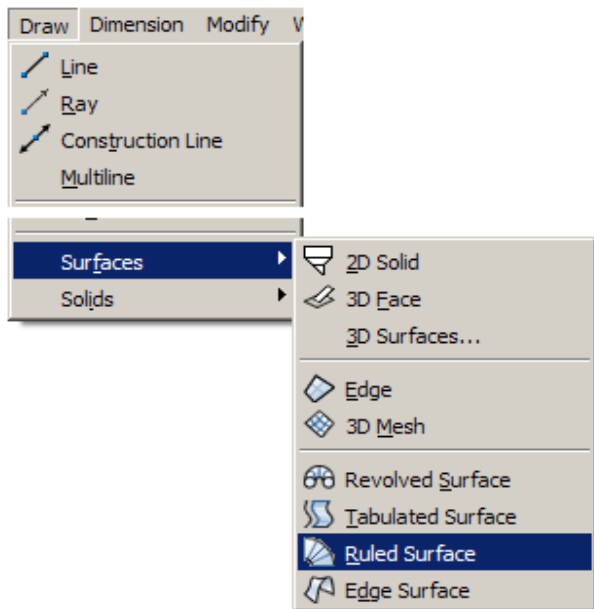 Draw Dimension Modify
Line
Ray
Construction Line
Multiline
Surfaces
Solids
2D Solid
3D Face
3D Surfaces...
Edge
3D Mesh
Revolved Surface
Tabulated Surface
Ruled Surface
Edge Surface